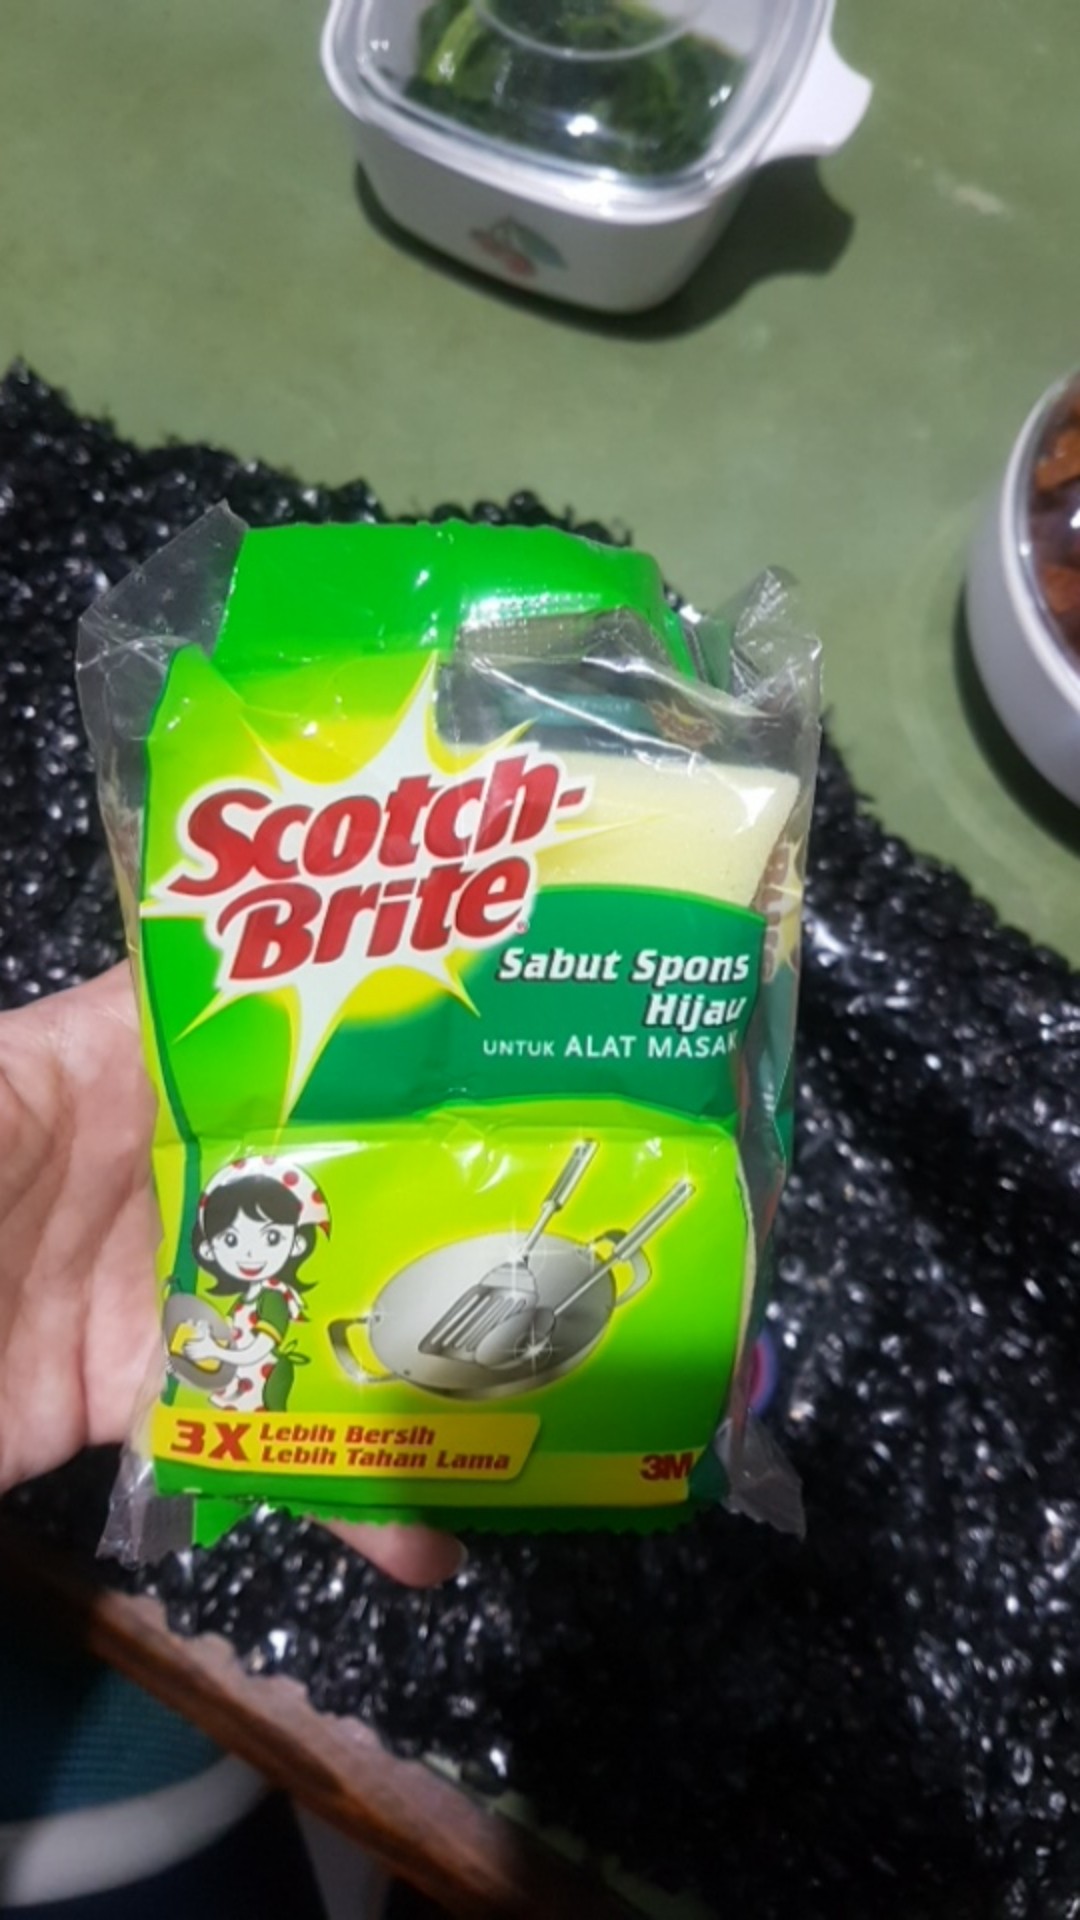 Scotch-
Brite
Sabut Spons
Hijau
UNTUK ALAT MASAK
3X Lebih Bersih
Lebih Tahan Lama
3M